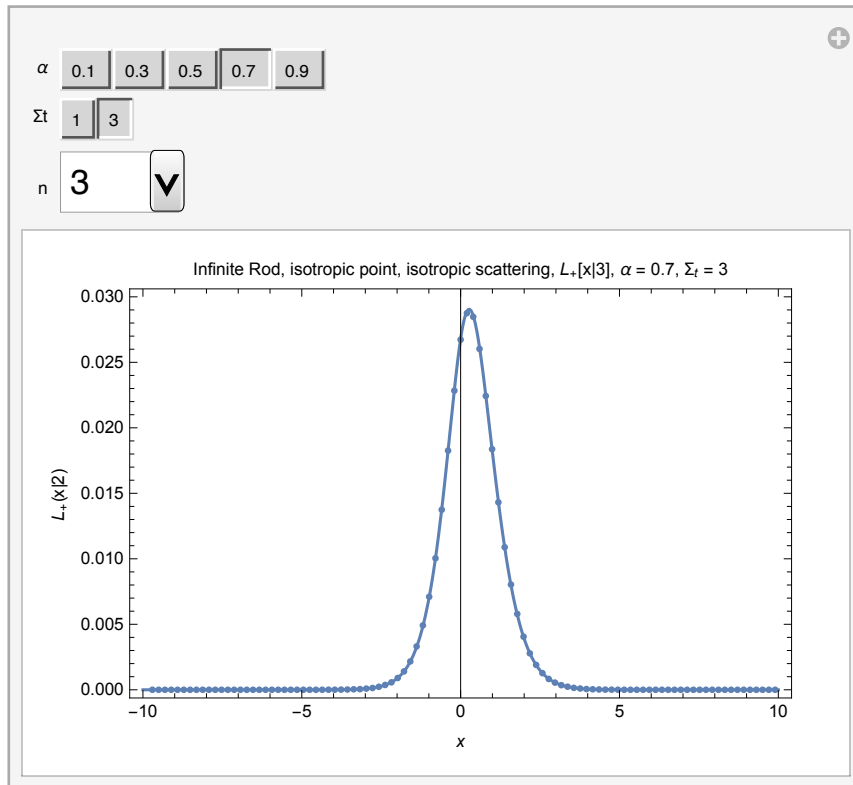 α 0.1 0.3 0.5 0.7 0.9
Σt 1 3
n 3
Infinite Rod, isotropic point, isotropic scattering, L₊[x|3], α = 0.7, Σₜ = 3
0.030
0.025
0.020
0.015
0.010
0.005
0.000
L₊(x|2)
−10 −5 0 5 10
x